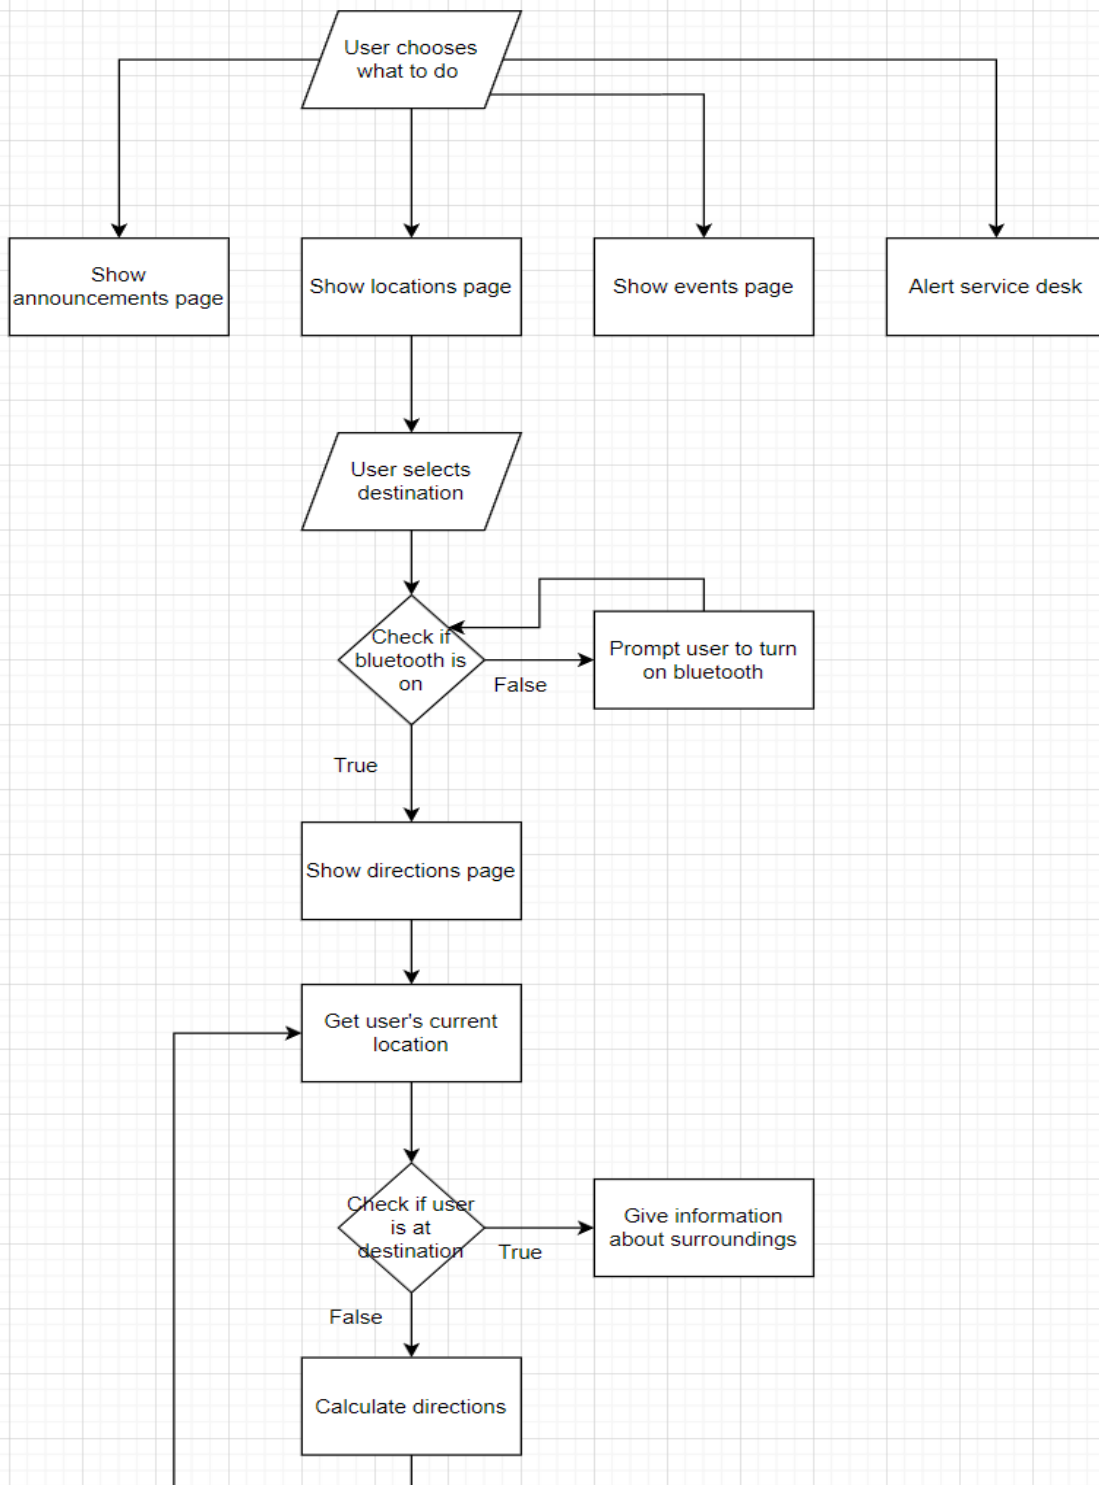 User chooses
what to do
Show
announcements page
Show locations page
Show events page
Alert service desk
User selects
destination
Check if
bluetooth is
on
False
Prompt user to turn
on bluetooth
True
Show directions page
Get user's current
location
Check if user
is at
destination
True
Give information
about surroundings
False
Calculate directions